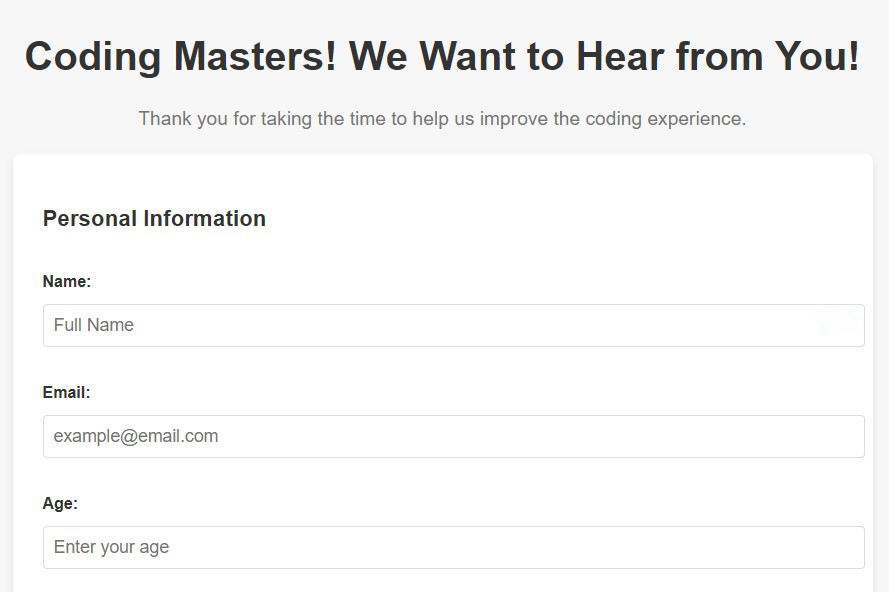 Coding Masters! We Want to Hear from You!
Thank you for taking the time to help us improve the coding experience.
Personal Information
Name:
Full Name
Email:
example@email.com
Age:
Enter your age